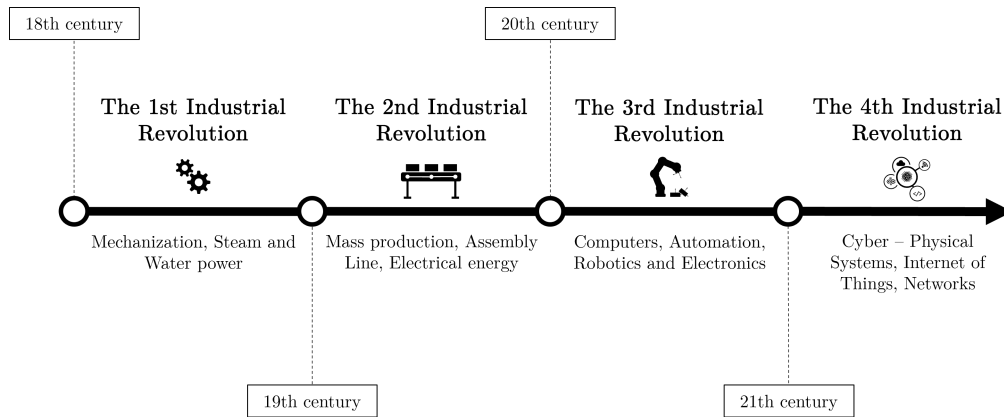 18th century
20th century
The 1st Industrial
Revolution
The 2nd Industrial
Revolution
The 3rd Industrial
Revolution
The 4th Industrial
Revolution
Mechanization, Steam and
Water power
Mass production, Assembly
Line, Electrical energy
Computers, Automation,
Robotics and Electronics
Cyber – Physical
Systems, Internet of
Things, Networks
19th century
21th century